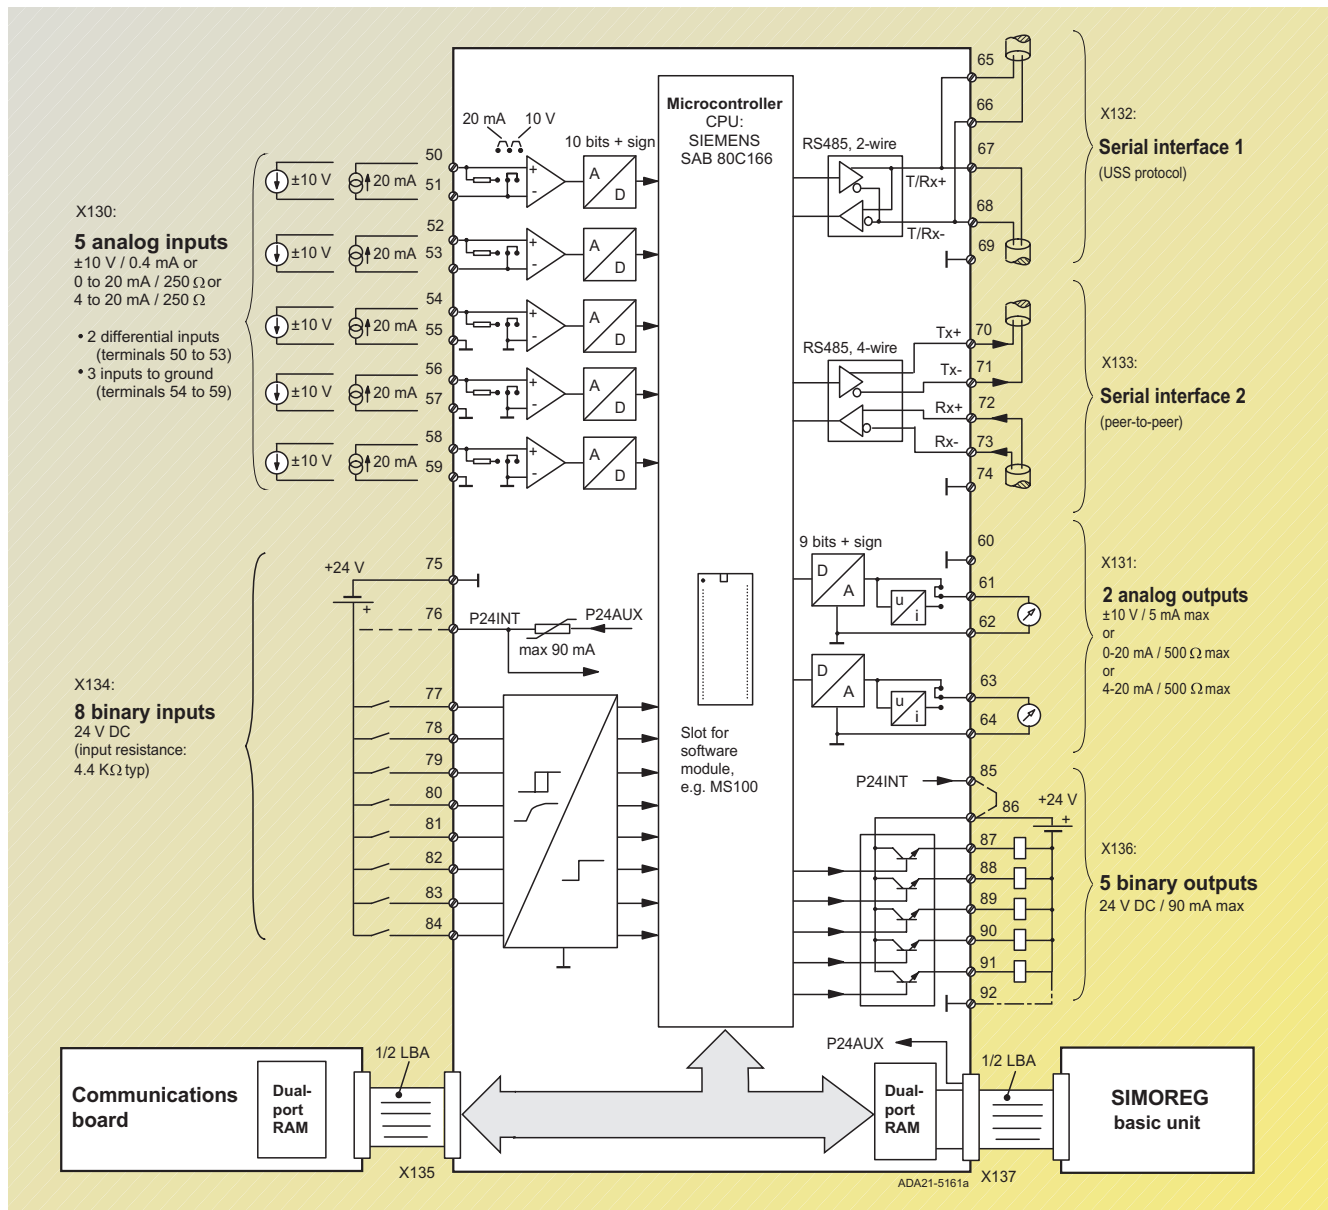 X130:
5 analog inputs
±10 V / 0.4 mA or
0 to 20 mA / 250 Ω or
4 to 20 mA / 250 Ω
• 2 differential inputs
(terminals 50 to 53)
• 3 inputs to ground
(terminals 54 to 59)
±10 V
20 mA
50
51
±10 V
20 mA
52
53
±10 V
20 mA
54
55
±10 V
20 mA
56
57
±10 V
20 mA
58
59
20 mA
10 V
10 bits + sign
+
-
A
D
+
-
A
D
+
-
A
D
+
-
A
D
+
-
A
D
X134:
8 binary inputs
24 V DC
(input resistance:
4.4 KΩ typ)
+24 V
+
75
76
77
78
79
80
81
82
83
84
P24INT
P24AUX
max 90 mA
Microcontroller
CPU:
SIEMENS
SAB 80C166
Slot for
software
module,
e.g. MS100
RS485, 2-wire
T/Rx+
T/Rx-
65
66
67
68
69
X132:
Serial interface 1
(USS protocol)
RS485, 4-wire
Tx+
Tx-
Rx+
Rx-
70
71
72
73
74
X133:
Serial interface 2
(peer-to-peer)
9 bits + sign
D
A
u
i
60
61
62
D
A
u
i
63
64
X131:
2 analog outputs
±10 V / 5 mA max
or
0-20 mA / 500 Ω max
or
4-20 mA / 500 Ω max
P24INT
85
86
+24 V
+
87
88
89
90
91
92
X136:
5 binary outputs
24 V DC / 90 mA max
Communications
board
Dual-
port
RAM
1/2 LBA
X135
P24AUX
Dual-
port
RAM
1/2 LBA
X137
SIMOREG
basic unit
ADA21-5161a